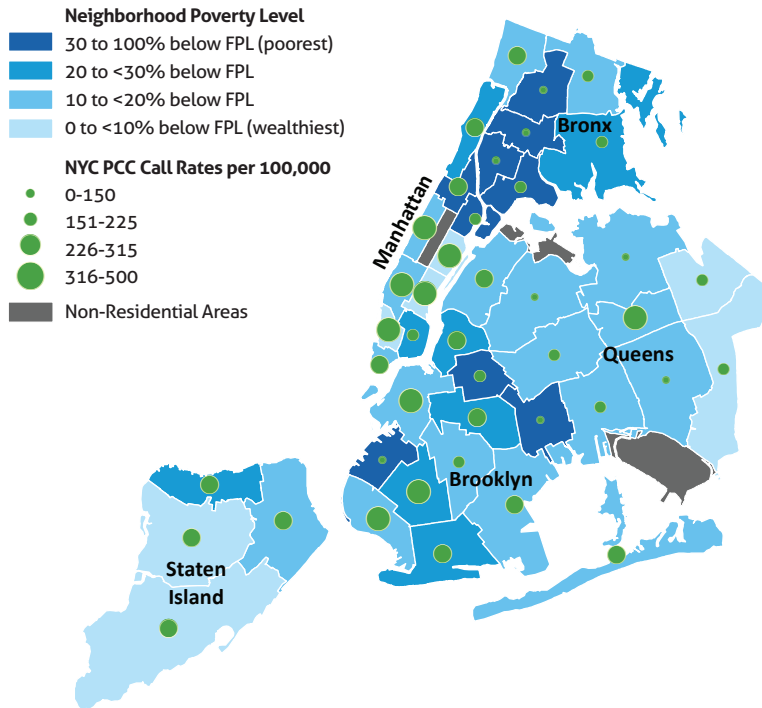 Neighborhood Poverty Level
30 to 100% below FPL (poorest)
20 to <30% below FPL
10 to <20% below FPL
0 to <10% below FPL (wealthiest)
NYC PCC Call Rates per 100,000
0-150
151-225
226-315
316-500
Non-Residential Areas
Bronx
Manhattan
Queens
Brooklyn
Staten
Island